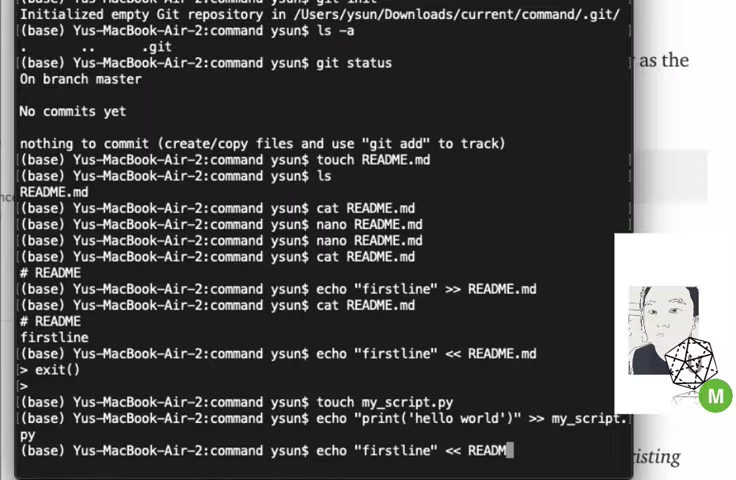 (base) Yus-MacBook-Air-2:command ysun$ git init
Initialized empty Git repository in /Users/ysun/Downloads/current/command/.git/
(base) Yus-MacBook-Air-2:command ysun$ ls -a
. .. .git
(base) Yus-MacBook-Air-2:command ysun$ git status
On branch master
No commits yet
nothing to commit (create/copy files and use "git add" to track)
(base) Yus-MacBook-Air-2:command ysun$ touch README.md
(base) Yus-MacBook-Air-2:command ysun$ ls
README.md
(base) Yus-MacBook-Air-2:command ysun$ cat README.md
(base) Yus-MacBook-Air-2:command ysun$ nano README.md
(base) Yus-MacBook-Air-2:command ysun$ nano README.md
(base) Yus-MacBook-Air-2:command ysun$ cat README.md
# README
(base) Yus-MacBook-Air-2:command ysun$ echo "firstline" >> README.md
(base) Yus-MacBook-Air-2:command ysun$ cat README.md
# README
firstline
(base) Yus-MacBook-Air-2:command ysun$ echo "firstline" << README.md
> exit()
>
(base) Yus-MacBook-Air-2:command ysun$ touch my_script.py
(base) Yus-MacBook-Air-2:command ysun$ echo "print('hello world')" >> my_script.
py
(base) Yus-MacBook-Air-2:command ysun$ echo "firstline" << READM
as the
M